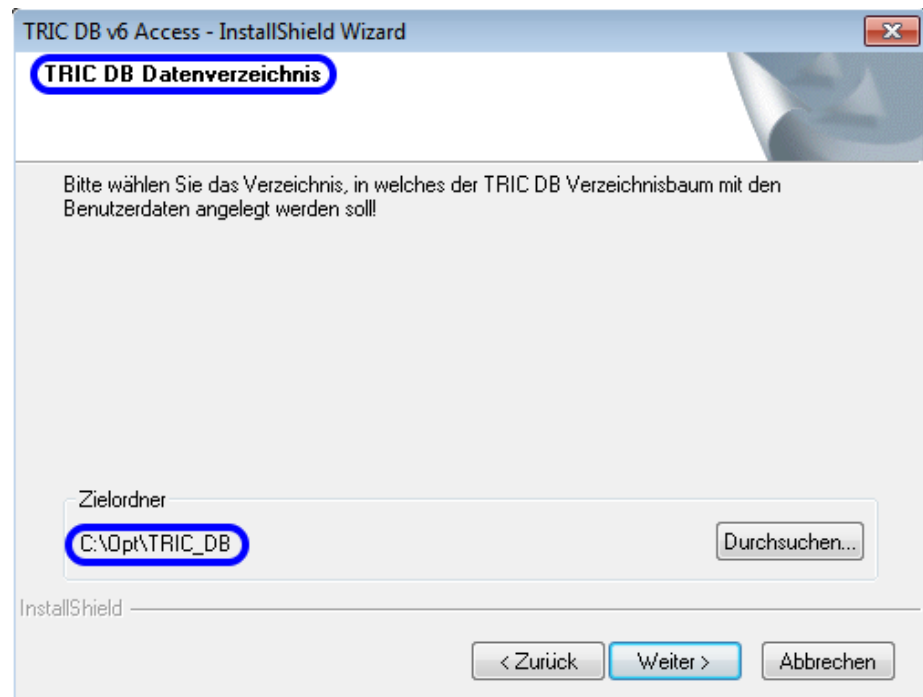 TRIC DB v6 Access - InstallShield Wizard
TRIC DB Datenverzeichnis
Bitte wählen Sie das Verzeichnis, in welches der TRIC DB Verzeichnisbaum mit den
Benutzerdaten angelegt werden soll!
Zielordner
C:\Opt\TRIC_DB
Durchsuchen...
InstallShield
< Zurück
Weiter >
Abbrechen